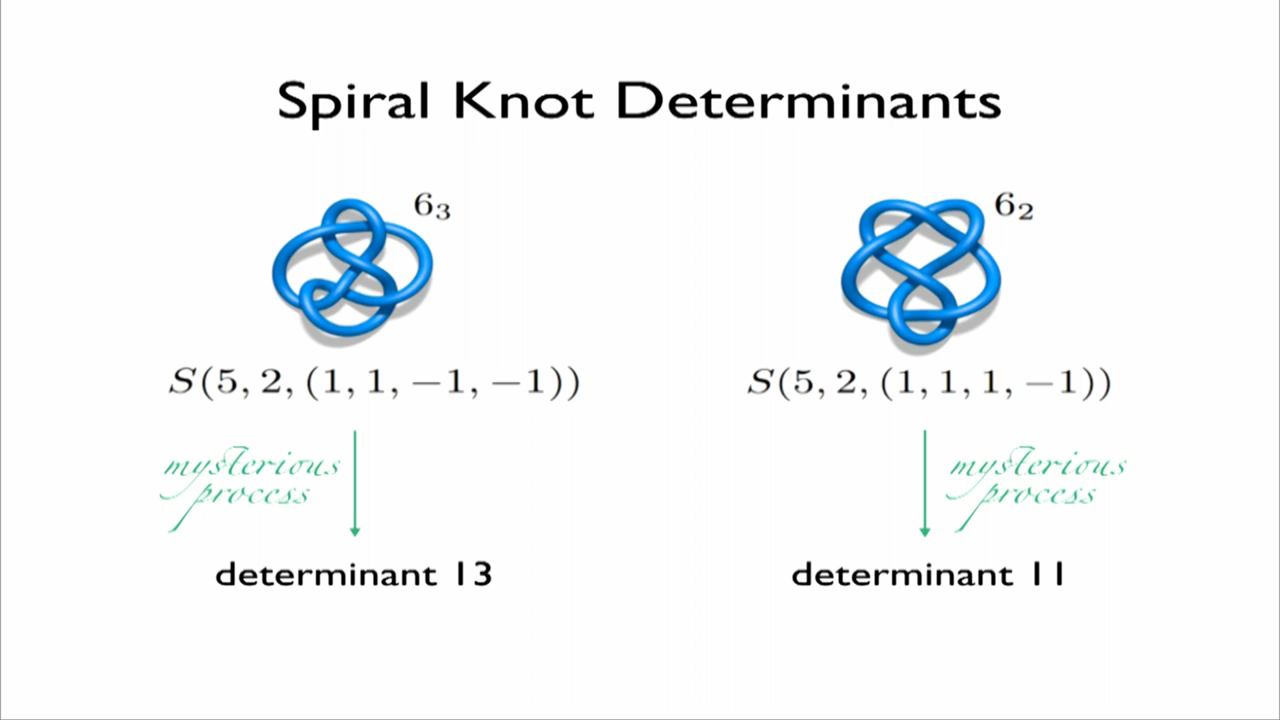 Spiral Knot Determinants
6₃
6₂
S(5, 2, (1, 1, −1, −1))
S(5, 2, (1, 1, 1, −1))
mysterious
process
mysterious
process
determinant 13
determinant 11